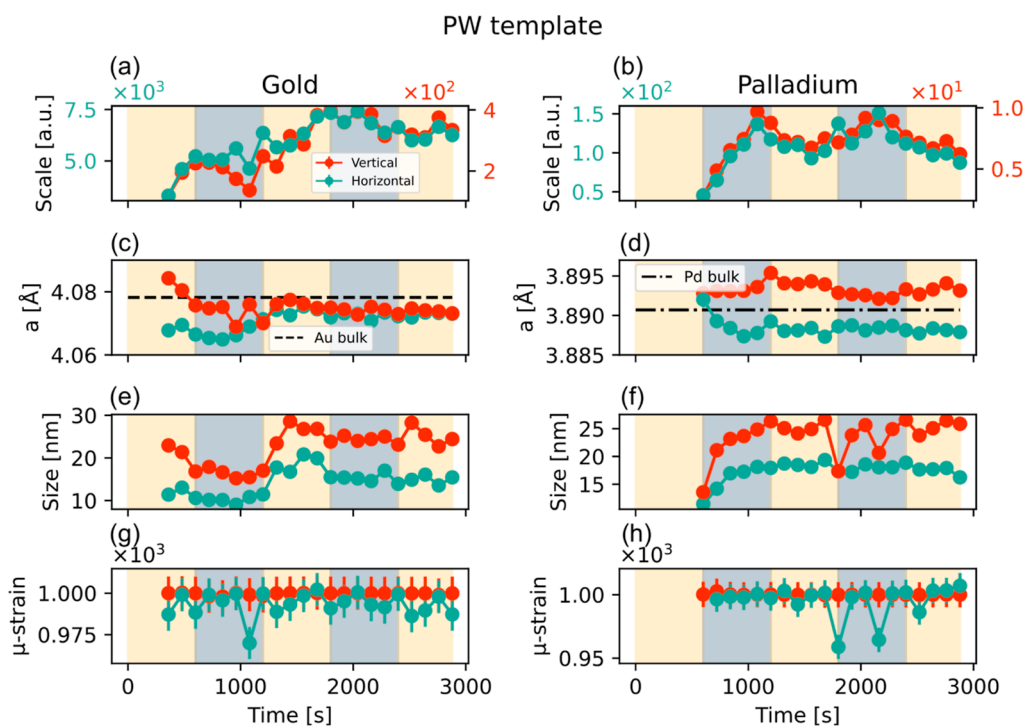 PW template
(a)
×10³
Gold
×10²
7.5
5.0
Scale [a.u.]
4
2
Vertical
Horizontal
(b)
×10²
Palladium
×10¹
1.5
1.0
0.5
Scale [a.u.]
1.0
0.5
(c)
4.08
4.06
a [Å]
Au bulk
(d)
3.895
3.890
3.885
a [Å]
Pd bulk
(e)
30
20
10
Size [nm]
(f)
25
20
15
Size [nm]
(g)
×10³
1.000
0.975
μ-strain
0
1000
2000
3000
Time [s]
(h)
×10³
1.00
0.95
μ-strain
0
1000
2000
3000
Time [s]